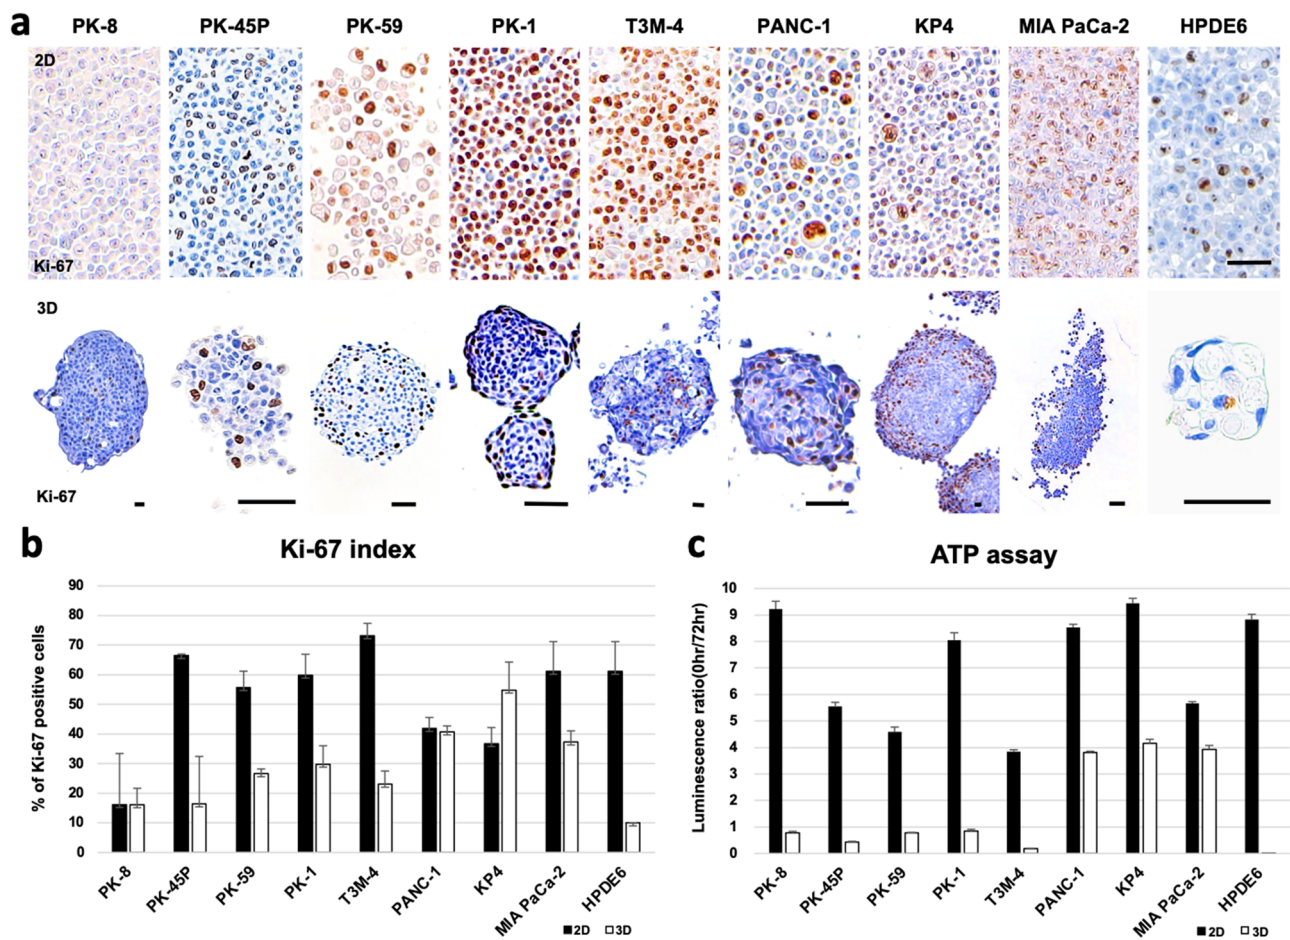 a
PK-8 PK-45P PK-59 PK-1 T3M-4 PANC-1 KP4 MIA PaCa-2 HPDE6
2D
Ki-67
3D
Ki-67
b
Ki-67 index
% of Ki-67 positive cells
90
80
70
60
50
40
30
20
10
0
PK-8 PK-45P PK-59 PK-1 T3M-4 PANC-1 KP4 MIA PaCa-2 HPDE6
2D 3D
c
ATP assay
Luminescence ratio(0hr/72hr)
10
9
8
7
6
5
4
3
2
1
0
PK-8 PK-45P PK-59 PK-1 T3M-4 PANC-1 KP4 MIA PaCa-2 HPDE6
2D 3D